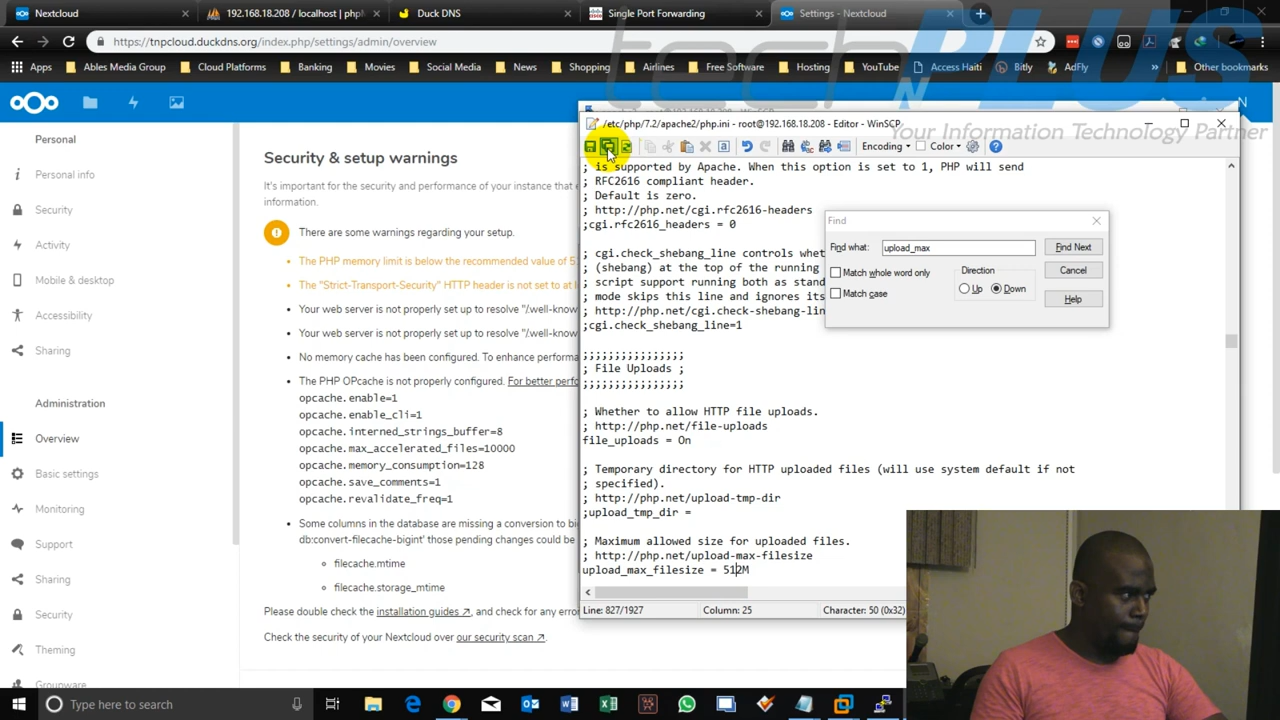 Nextcloud
192.168.18.208 / localhost | phpM
Duck DNS
Single Port Forwarding
Settings - Nextcloud
https://tnpcloud.duckdns.org/index.php/settings/admin/overview
Apps
Ables Media Group
Cloud Platforms
Banking
Movies
Social Media
News
Shopping
Airlines
Free Software
Hosting
YouTube
Access Haiti
Bitly
AdFly
Other bookmarks
tech N PLUS
Your Information Technology Partner
Personal
Personal info
Security
Activity
Mobile & desktop
Accessibility
Sharing
Administration
Overview
Basic settings
Monitoring
Support
Sharing
Security
Theming
Groupware
Security & setup warnings
It's important for the security and performance of your instance that
information.
There are some warnings regarding your setup.
The PHP memory limit is below the recommended value of 5
The "Strict-Transport-Security" HTTP header is not set to at le
Your web server is not properly set up to resolve "/.well-know
Your web server is not properly set up to resolve "/.well-know
No memory cache has been configured. To enhance performa
The PHP OPcache is not properly configured. For better perfo
opcache.enable=1
opcache.enable_cli=1
opcache.interned_strings_buffer=8
opcache.max_accelerated_files=10000
opcache.memory_consumption=128
opcache.save_comments=1
opcache.revalidate_freq=1
Some columns in the database are missing a conversion to bi
db:convert-filecache-bigint' those pending changes could be
filecache.mtime
filecache.storage_mtime
Please double check the installation guides ↗, and check for any error
Check the security of your Nextcloud over our security scan ↗.
/etc/php/7.2/apache2/php.ini - root@192.168.18.208 - Editor - WinSCP
Encoding
Color
; is supported by Apache. When this option is set to 1, PHP will send
; RFC2616 compliant header.
; Default is zero.
; http://php.net/cgi.rfc2616-headers
;cgi.rfc2616_headers = 0
; cgi.check_shebang_line controls whet
; (shebang) at the top of the running
; script support running both as stand
; mode skips this line and ignores its
; http://php.net/cgi.check-shebang-lin
;cgi.check_shebang_line=1
;;;;;;;;;;;;;;;;
; File Uploads ;
;;;;;;;;;;;;;;;;
; Whether to allow HTTP file uploads.
; http://php.net/file-uploads
file_uploads = On
; Temporary directory for HTTP uploaded files (will use system default if not
; specified).
; http://php.net/upload-tmp-dir
;upload_tmp_dir =
; Maximum allowed size for uploaded files.
; http://php.net/upload-max-filesize
upload_max_filesize = 512M
Line: 827/1927
Column: 25
Character: 50 (0x32)
Find
Find what:
upload_max
Find Next
Match whole word only
Match case
Direction
Up
Down
Cancel
Help
Type here to search